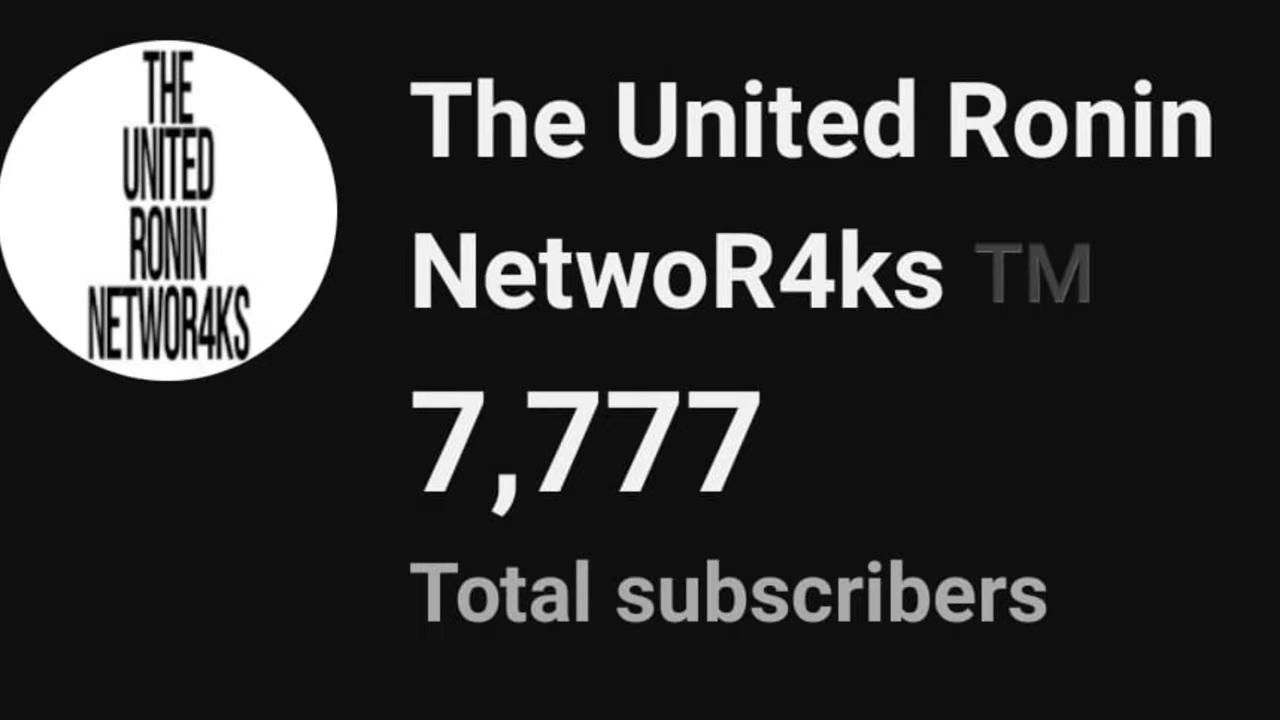 THE
UNITED
RONIN
NETWOR4KS
The United Ronin
NetwoR4ks TM
7,777
Total subscribers